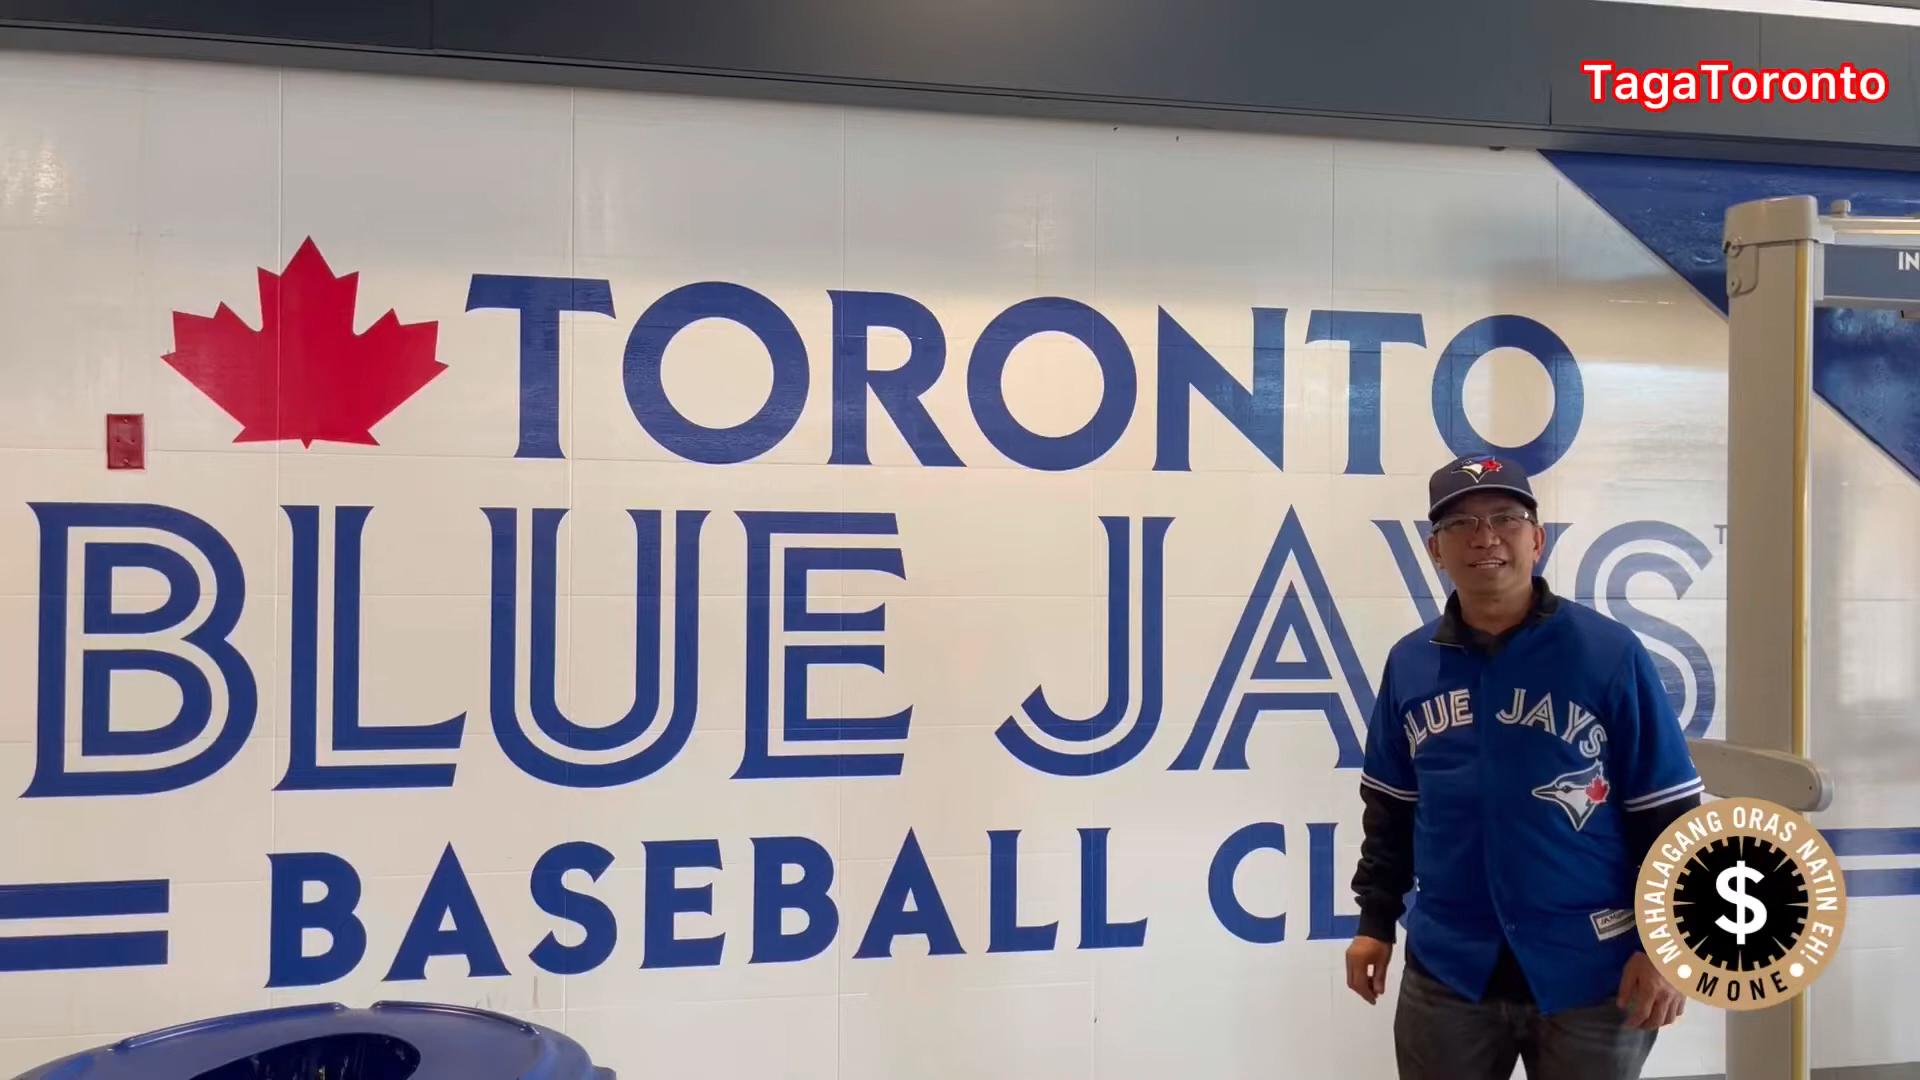 TagaToronto
IN
TORONTO
BLUE JAYS
BASEBALL CL
BLUE JAYS
MAHALAGANG ORAS NATIN EH!
$
MONE